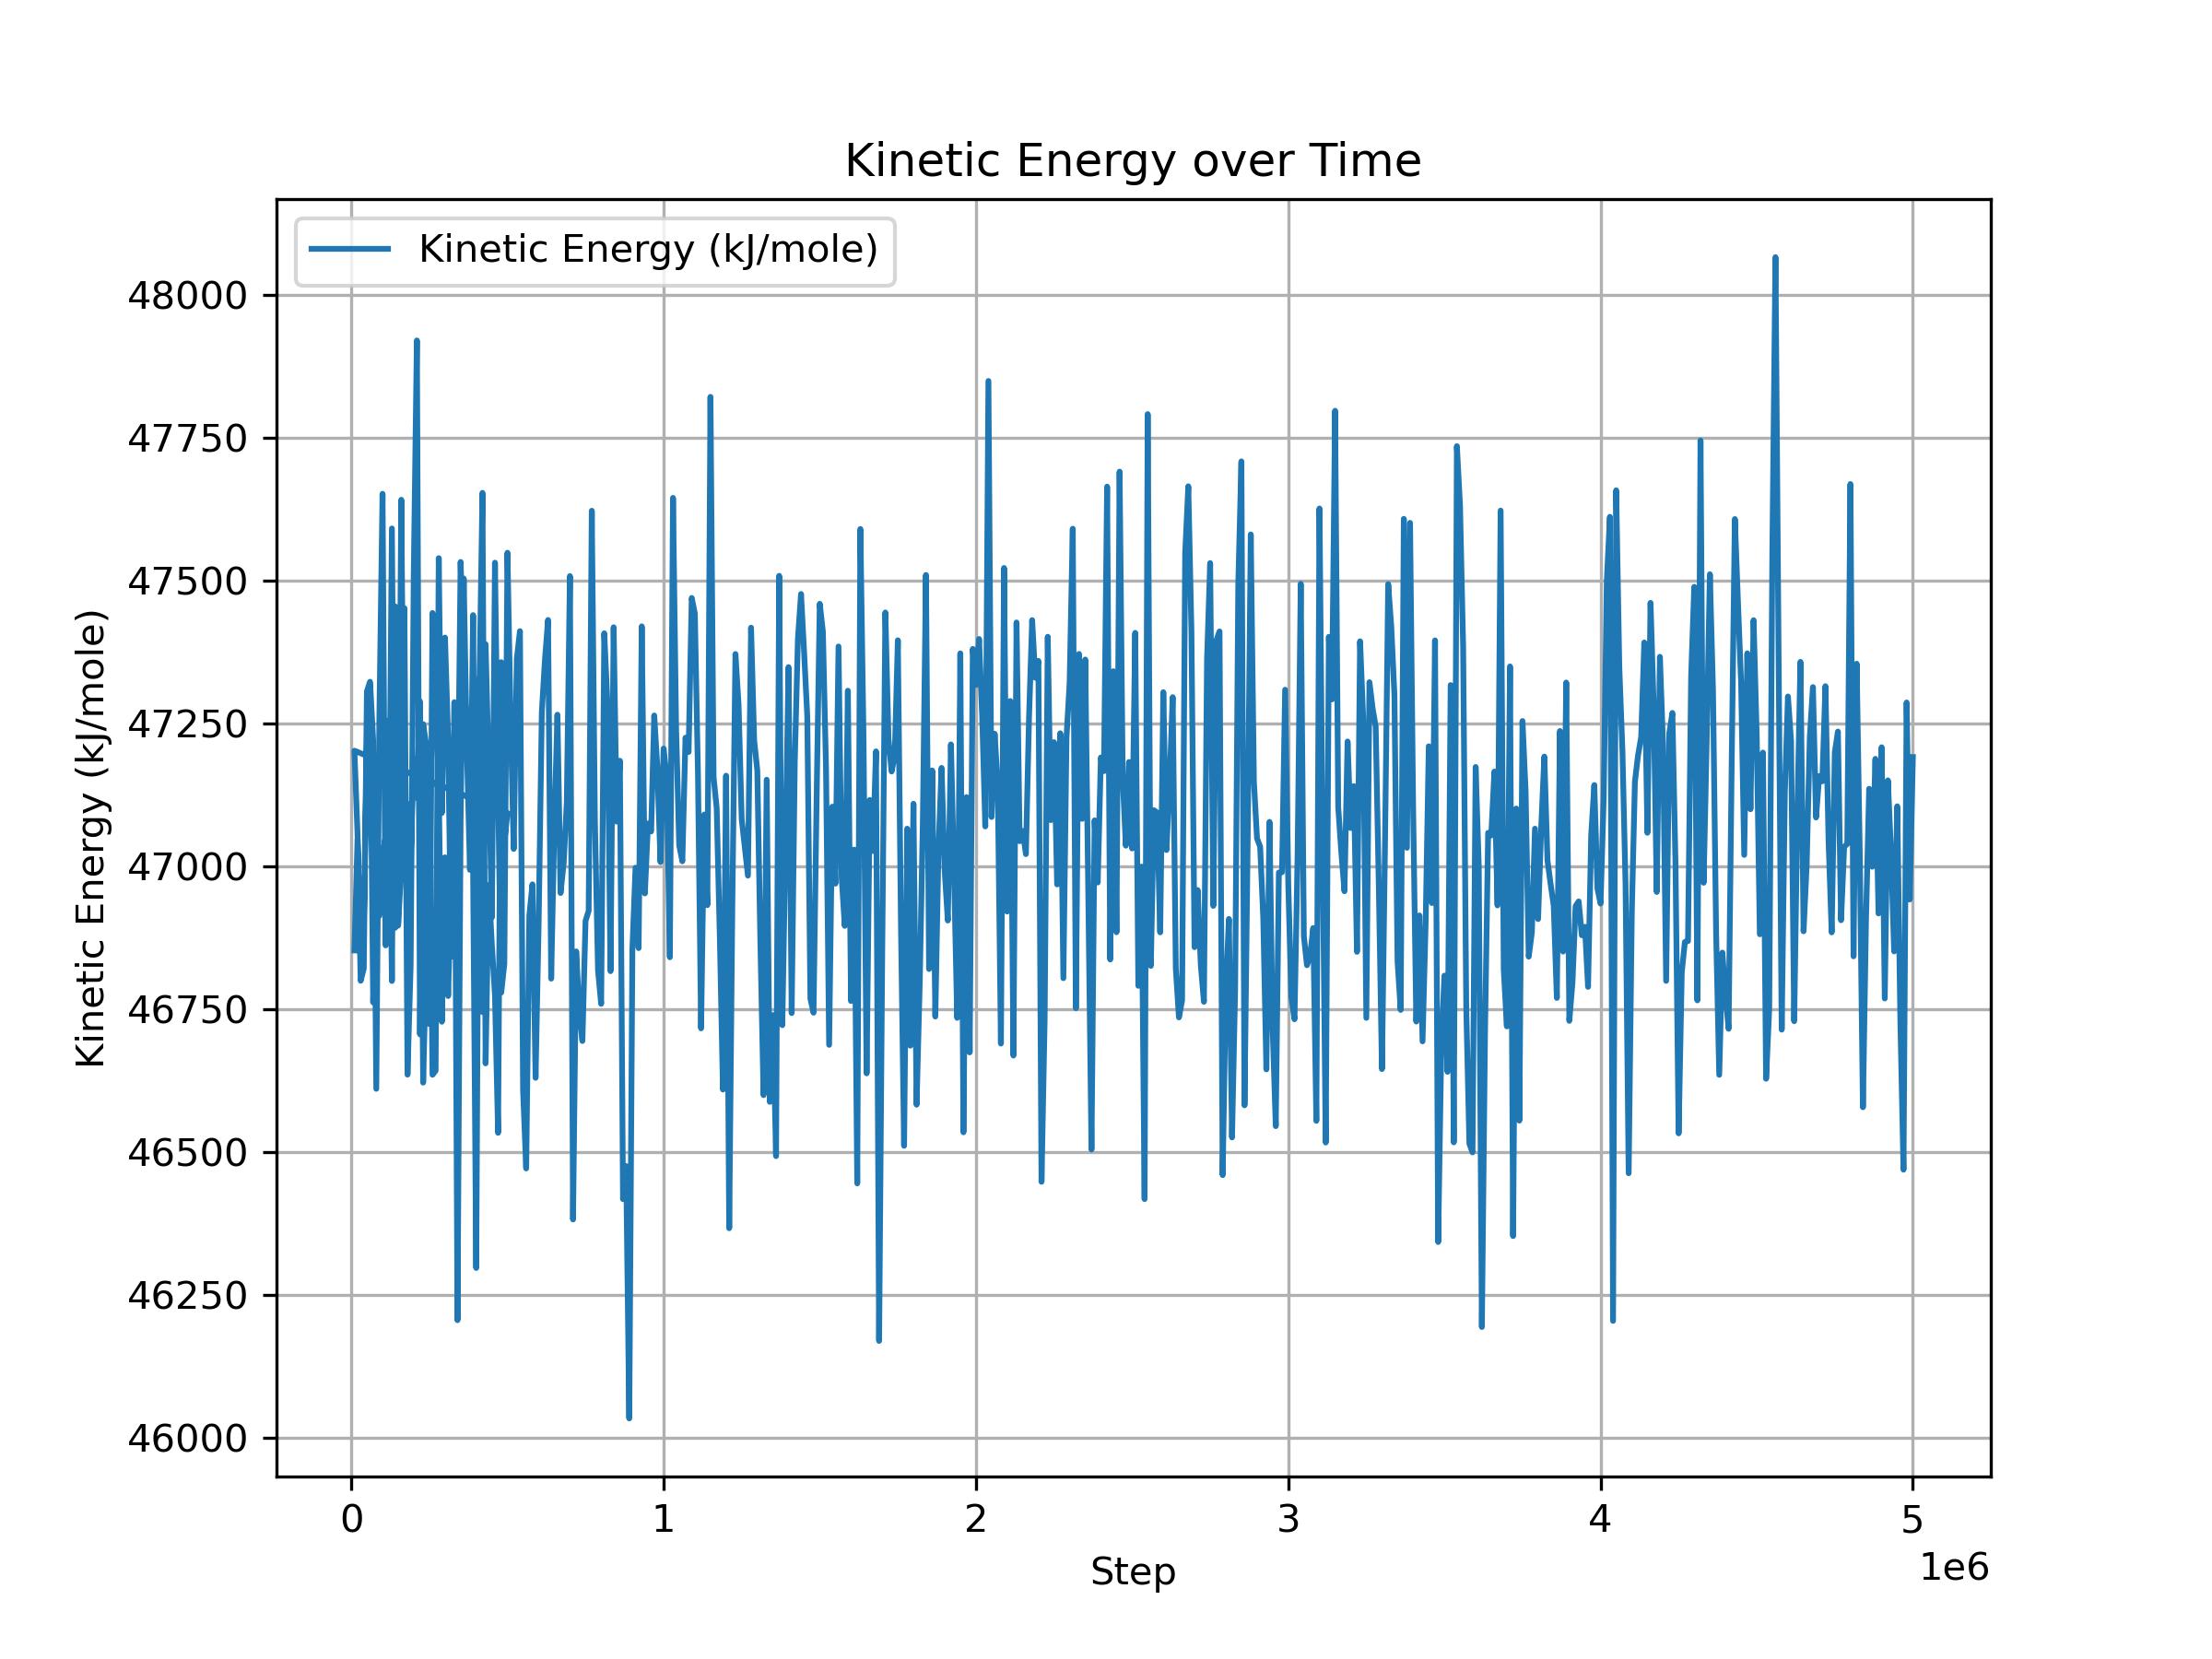 Kinetic Energy over Time
Kinetic Energy (kJ/mole)
48000
47750
47500
47250
47000
46750
46500
46250
46000
Kinetic Energy (kJ/mole)
0 1 2 3 4 5
1e6
Step